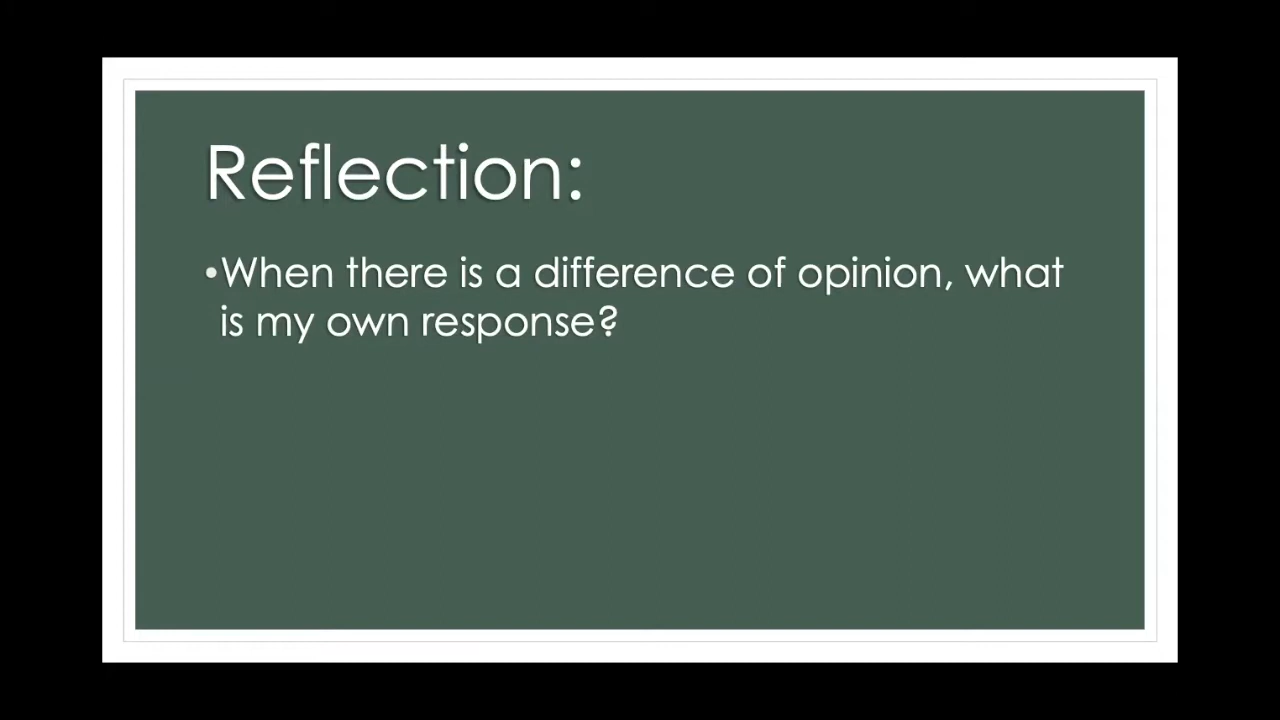 Reflection:
•When there is a difference of opinion, what
is my own response?